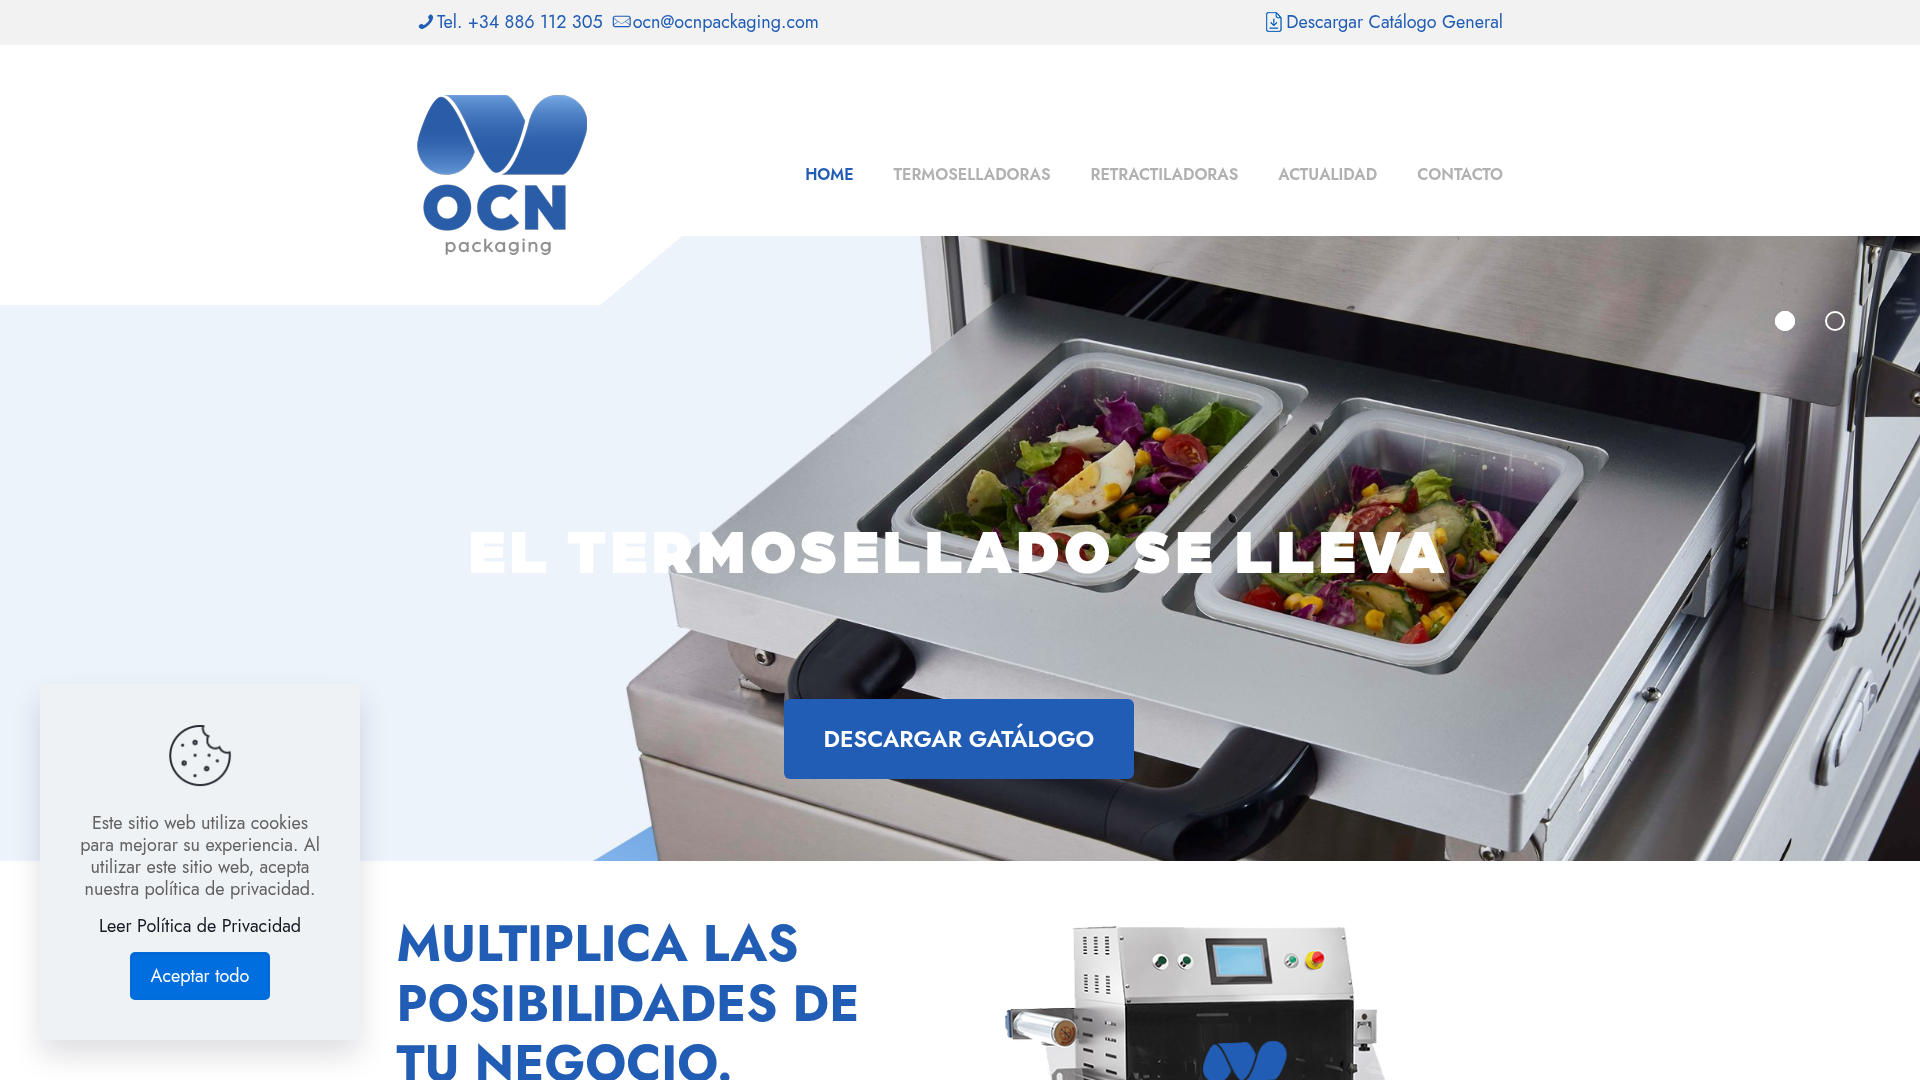 Tel. +34 886 112 305 ocn@ocnpackaging.com
Descargar Catálogo General
OCN
packaging
HOME TERMOSELLADORAS RETRACTILADORAS ACTUALIDAD CONTACTO
EL TERMOSELLADO SE LLEVA
DESCARGAR GATÁLOGO
Este sitio web utiliza cookies
para mejorar su experiencia. Al
utilizar este sitio web, acepta
nuestra política de privacidad.
Leer Política de Privacidad
Aceptar todo
MULTIPLICA LAS
POSIBILIDADES DE
TU NEGOCIO.